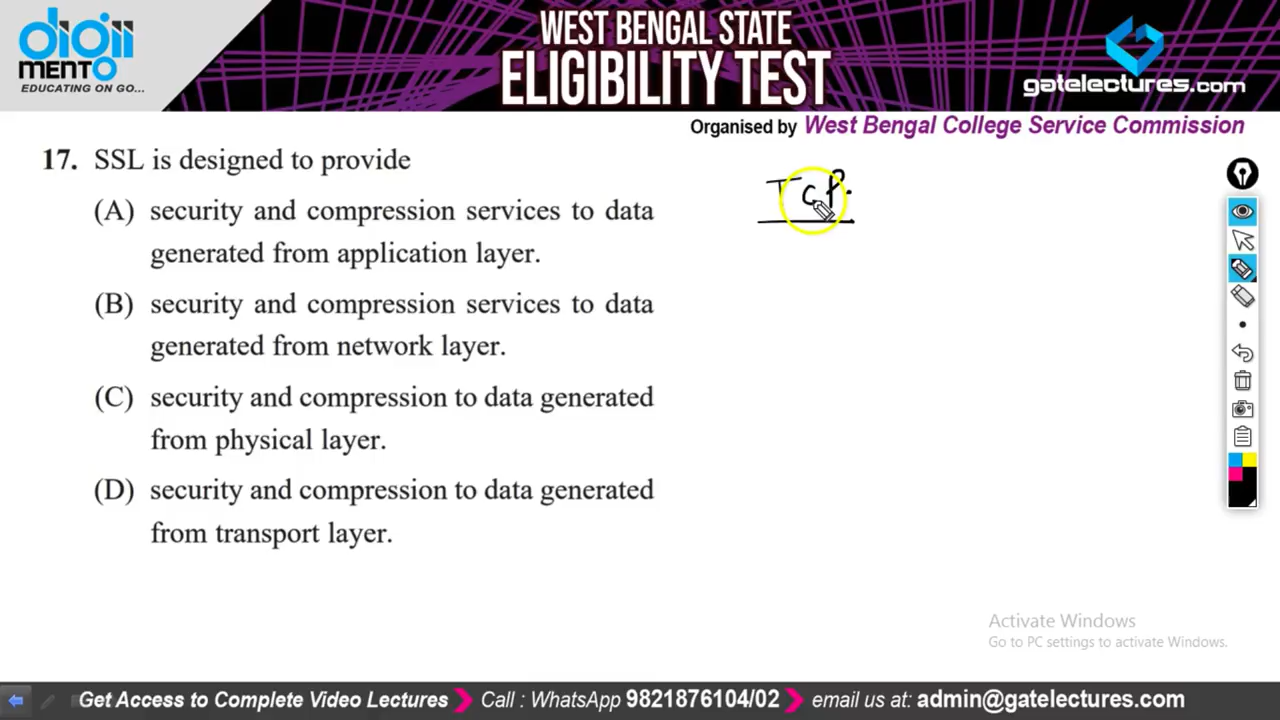 digii
MENTO
EDUCATING ON GO...
WEST BENGAL STATE
ELIGIBILITY TEST
gatelectures.com
Organised by West Bengal College Service Commission
17. SSL is designed to provide
(A) security and compression services to data
generated from application layer.
(B) security and compression services to data
generated from network layer.
(C) security and compression to data generated
from physical layer.
(D) security and compression to data generated
from transport layer.
TCP.
Activate Windows
Go to PC settings to activate Windows.
Get Access to Complete Video Lectures Call : WhatsApp 9821876104/02 email us at: admin@gatelectures.com